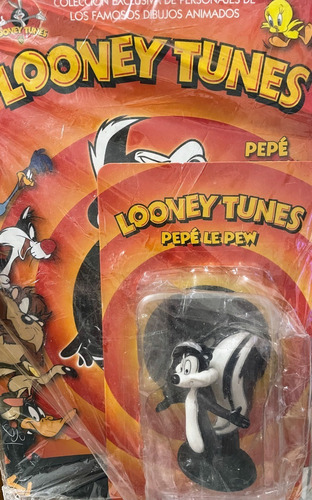 COLECCIÓN EXCLUSIVA DE PERSONAJES DE
LOS FAMOSOS DIBUJOS ANIMADOS
LOONEY TUNES
LOONEY TUNES
PEPÉ
LOONEY TUNES
PEPÉ LE PEW